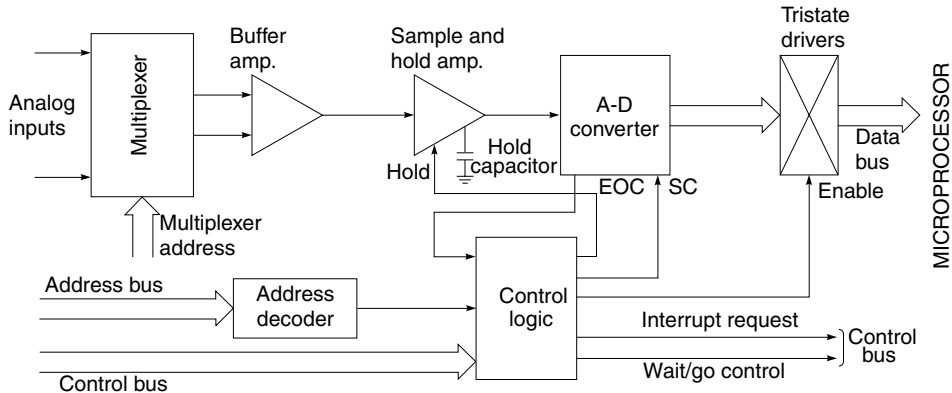 Tristate
drivers
Buffer
amp.
Sample and
hold amp.
Analog
inputs
Multiplexer
A-D
converter
MICROPROCESSOR
Data
bus
Hold
capacitor
Hold
EOC
SC
Enable
Multiplexer
address
Address bus
Address
decoder
Control
logic
Interrupt request
Wait/go control
Control
bus
Control bus